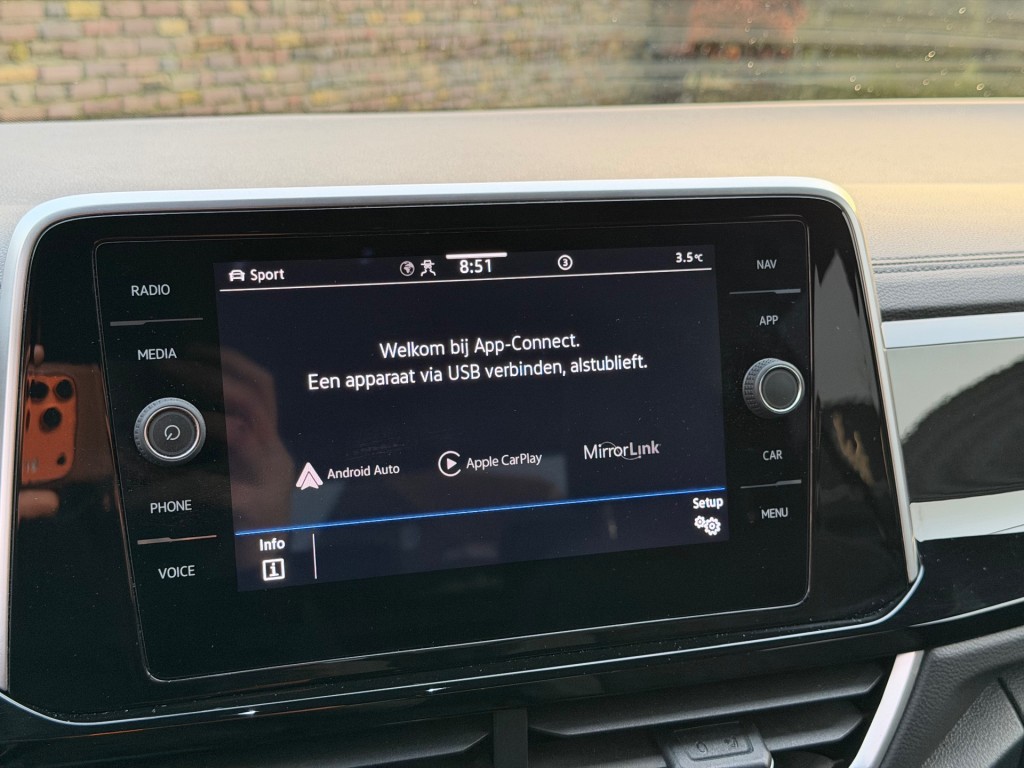 Sport
8:51
3
3.5°C
RADIO
MEDIA
PHONE
VOICE
Welkom bij App-Connect.
Een apparaat via USB verbinden, alstublieft.
Android Auto
Apple CarPlay
MirrorLink
Info
i
Setup
NAV
APP
CAR
MENU